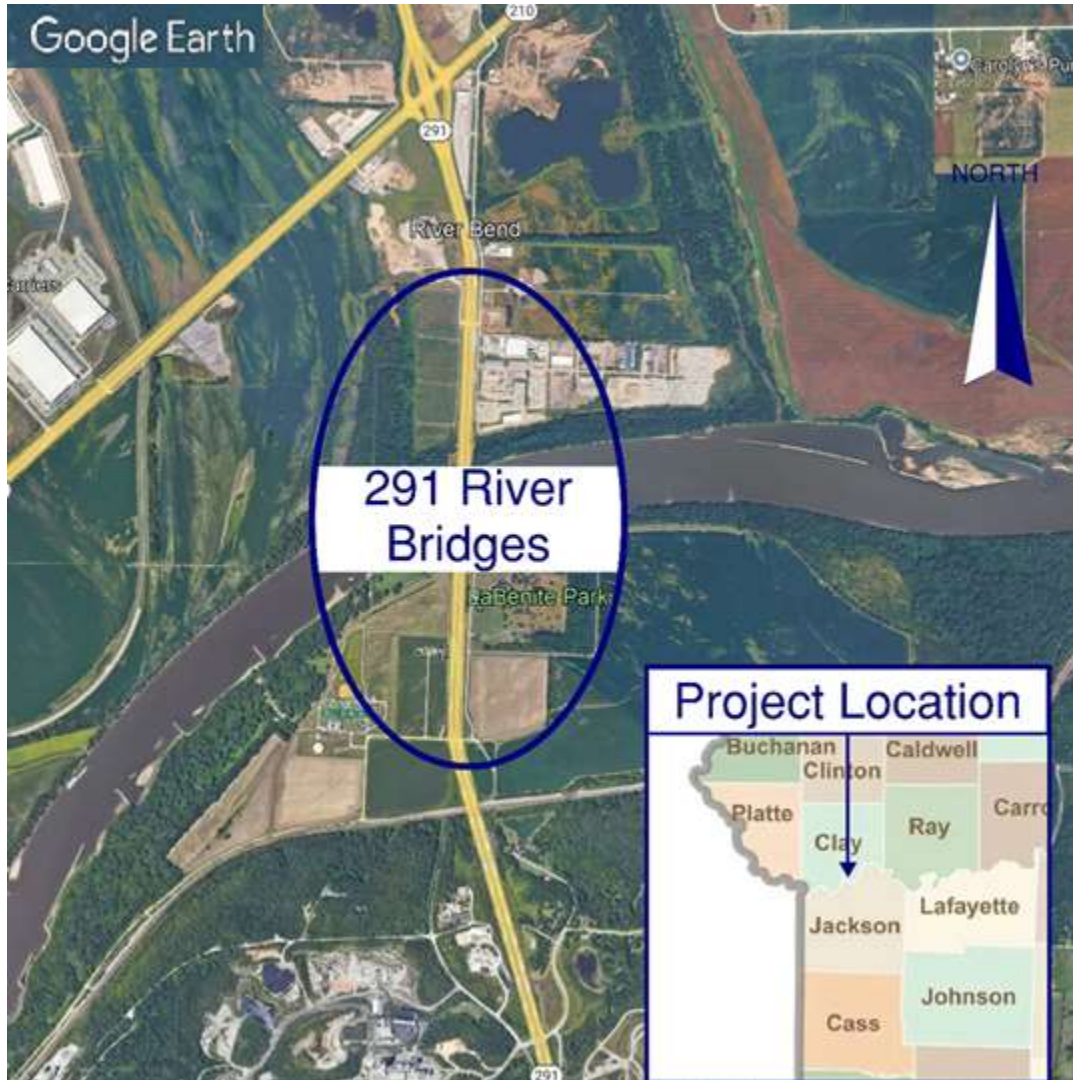 Google Earth
210
291
River Bend
NORTH
291 River
Bridges
LaBenite Park
Project Location
Buchanan
Caldwell
Clinton
Platte
Clay
Ray
Carro
Jackson
Lafayette
Johnson
Cass
291